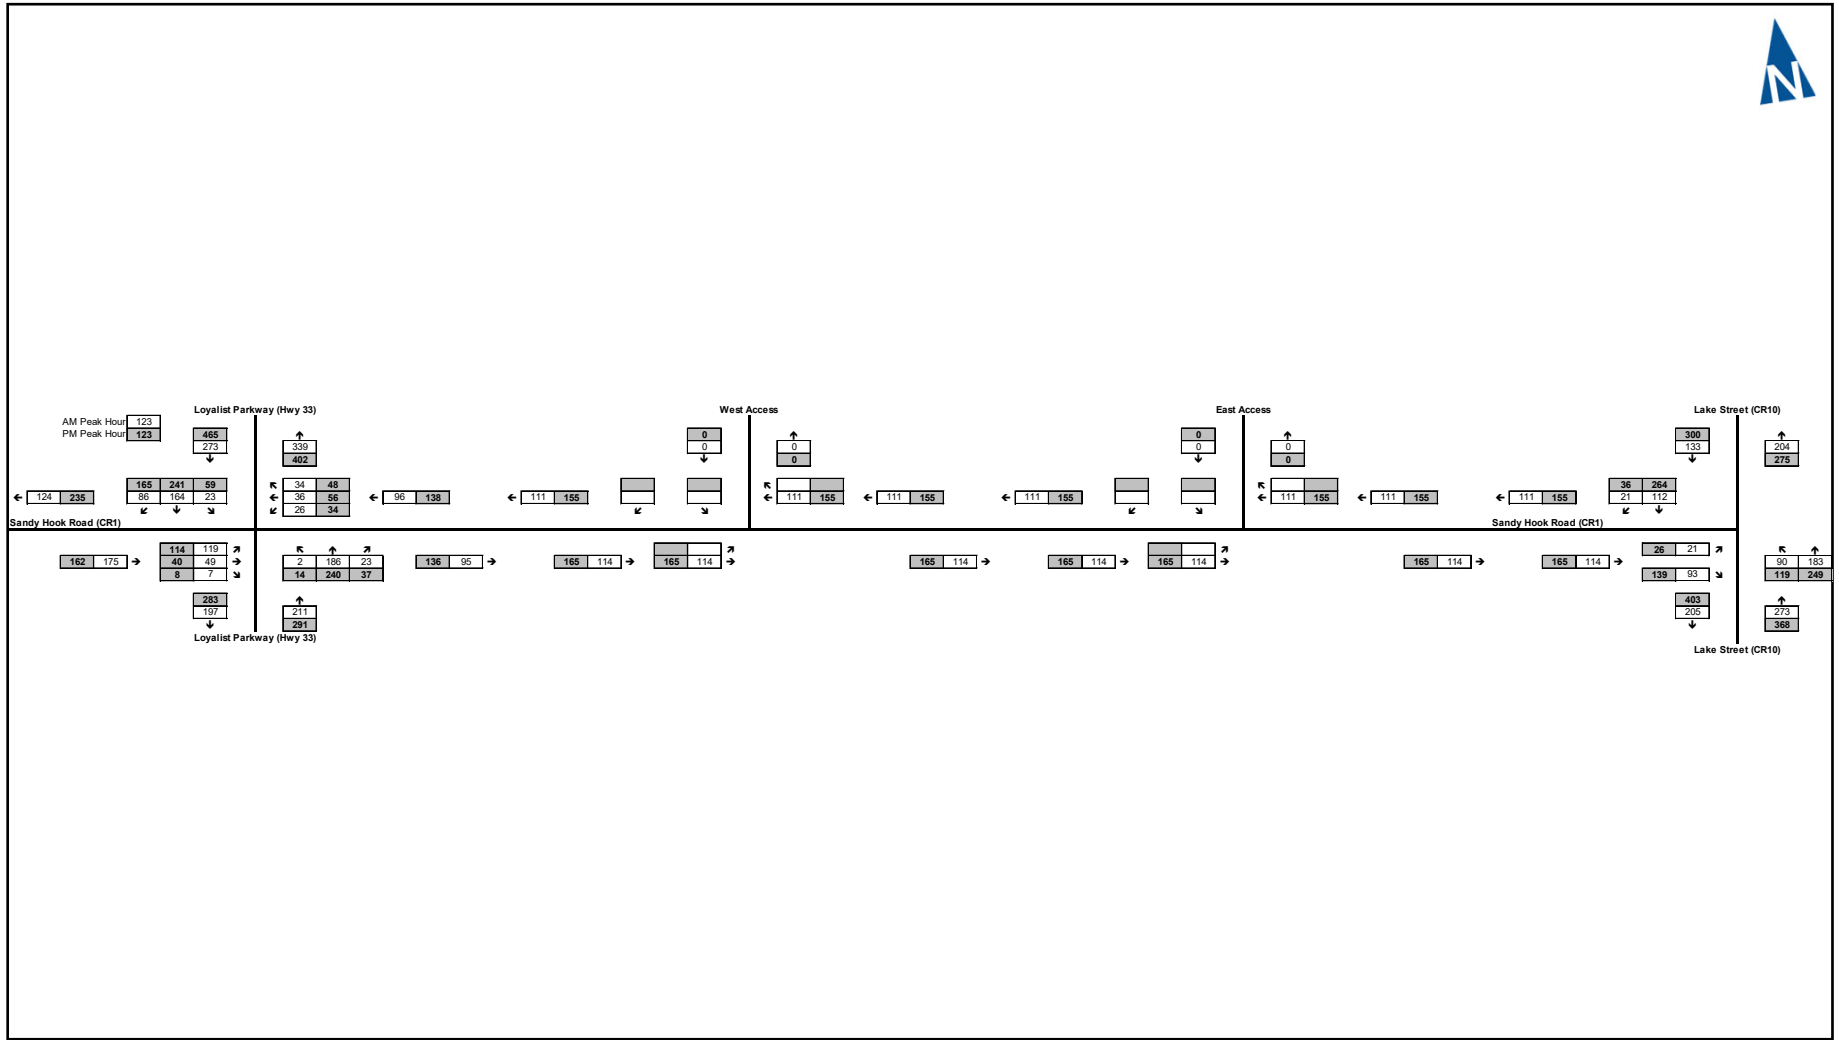 N
Loyalist Parkway (Hwy 33) West Access East Access Lake Street (CR10)
AM Peak Hour 123
PM Peak Hour 123 465 0 0 300
273 ↑ 339 0 ↑ 0 0 ↑ 0 133 ↑ 204
↓ 402 ↓ 0 ↓ 0 ↓ 275
165 241 59 ↖ 34 48 ↖ ↖ 36 264
← 124 235 86 164 23 ← 36 56 ← 96 138 ← 111 155 ← 111 155 ← 111 155 ← 111 155 ← 111 155 ← 111 155 ← 111 155 21 112
↙ ↓ ↘ ↙ 26 34 ↙ ↘ ↙ ↘ ↙ ↓
Sandy Hook Road (CR1) Sandy Hook Road (CR1)
114 119 ↗ ↖ ↑ ↗ ↗ ↗ 26 21 ↗ ↖ ↑
162 175 → 40 49 → 2 186 23 136 95 → 165 114 → 165 114 → 165 114 → 165 114 → 165 114 → 165 114 → 165 114 → 90 183
8 7 ↘ 14 240 37 139 93 ↘ 119 249
283 ↑ 403 ↑
197 211 205 273
↓ 291 ↓ 368
Loyalist Parkway (Hwy 33)
Lake Street (CR10)